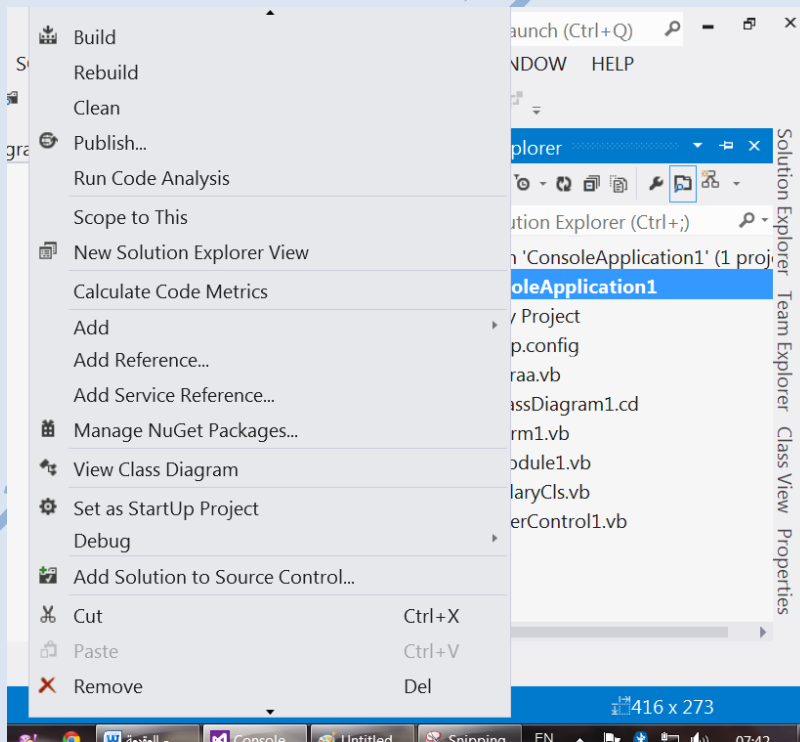 Build
Rebuild
Clean
Publish...
Run Code Analysis
Scope to This
New Solution Explorer View
Calculate Code Metrics
Add
Add Reference...
Add Service Reference...
Manage NuGet Packages...
View Class Diagram
Set as StartUp Project
Debug
Add Solution to Source Control...
Cut Ctrl+X
Paste Ctrl+V
Remove Del
aunch (Ctrl+Q)
NDOW HELP
plorer
ution Explorer (Ctrl+;)
n 'ConsoleApplication1' (1 proj
oleApplication1
y Project
p.config
raa.vb
assDiagram1.cd
rm1.vb
odule1.vb
laryCls.vb
erControl1.vb
Solution Explorer
Team Explorer
Class View
Properties
416 x 273
المقدمة - Console Untitled Snipping EN 07:42